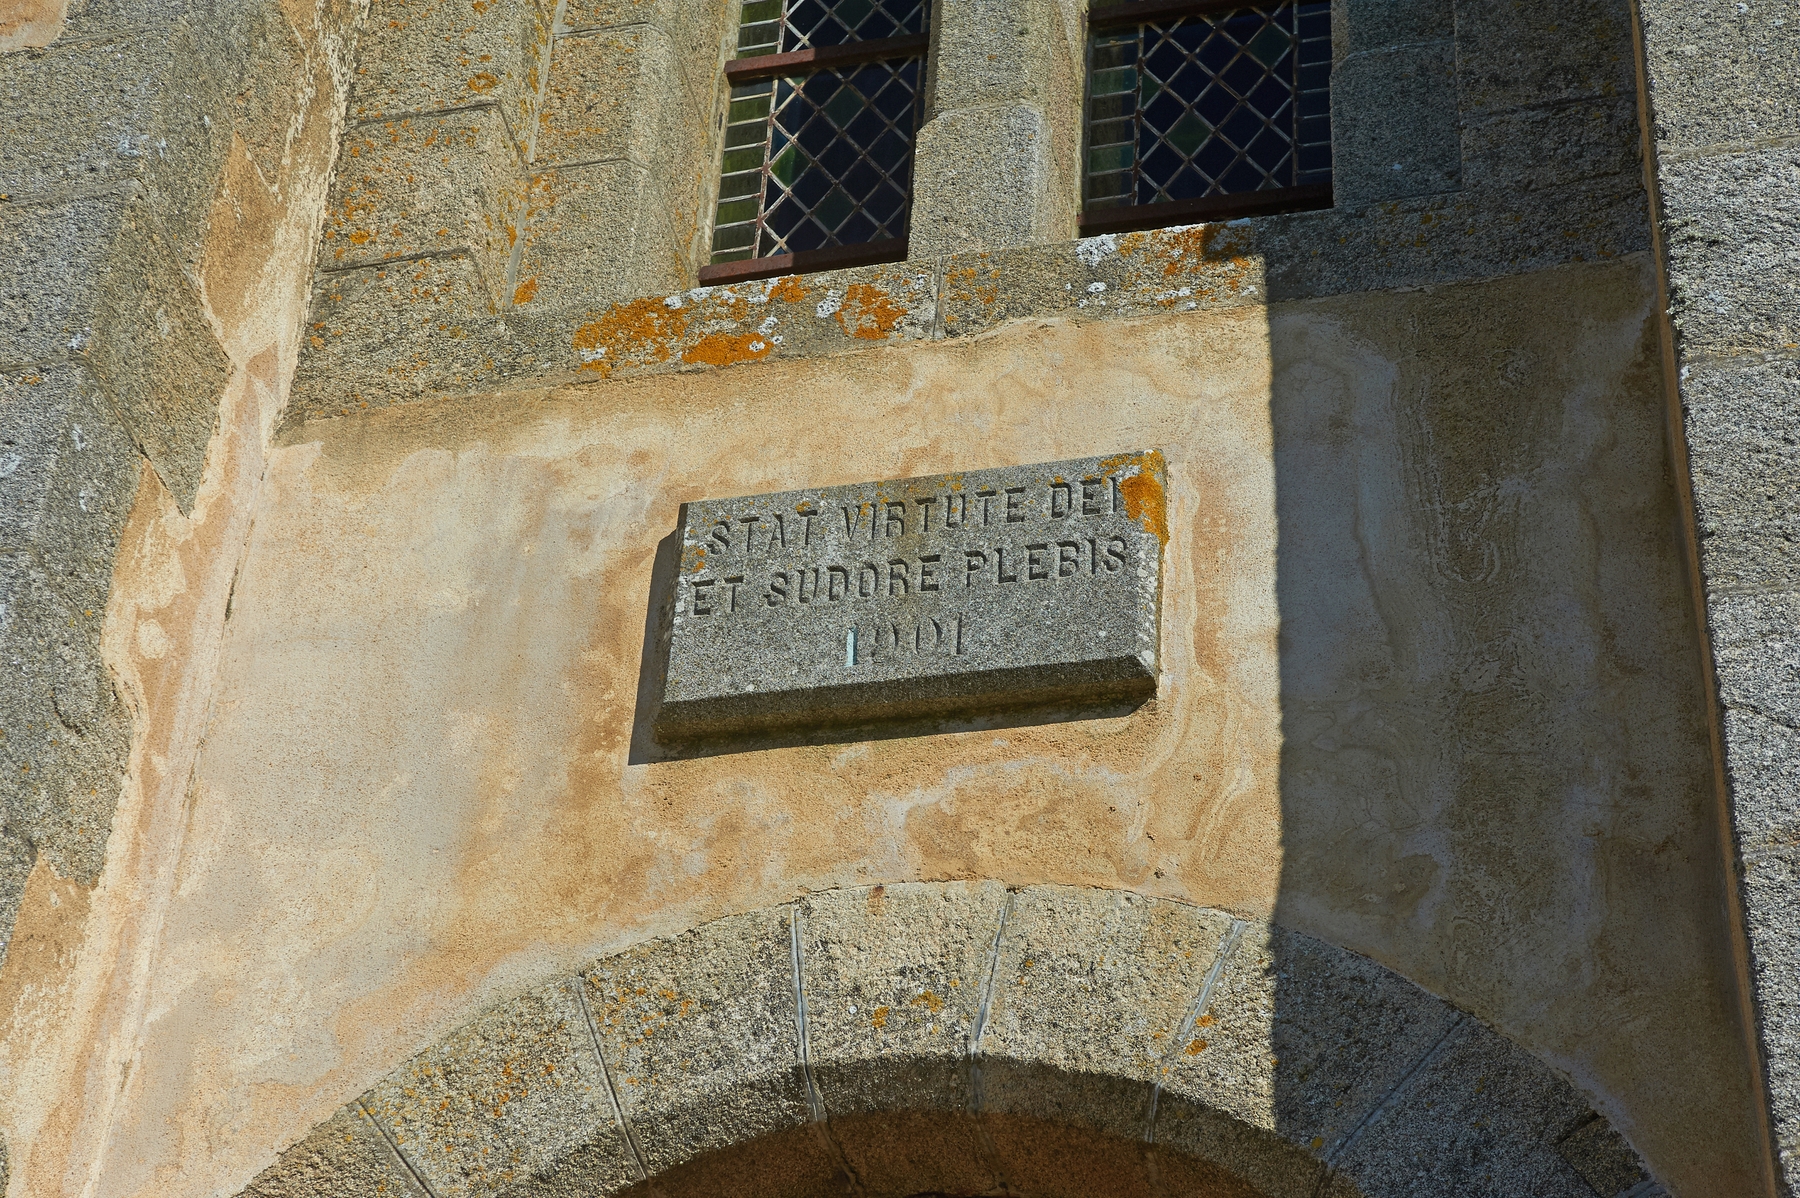 STAT VIRTUTE DEI
ET SUDORE PLEBIS
1901